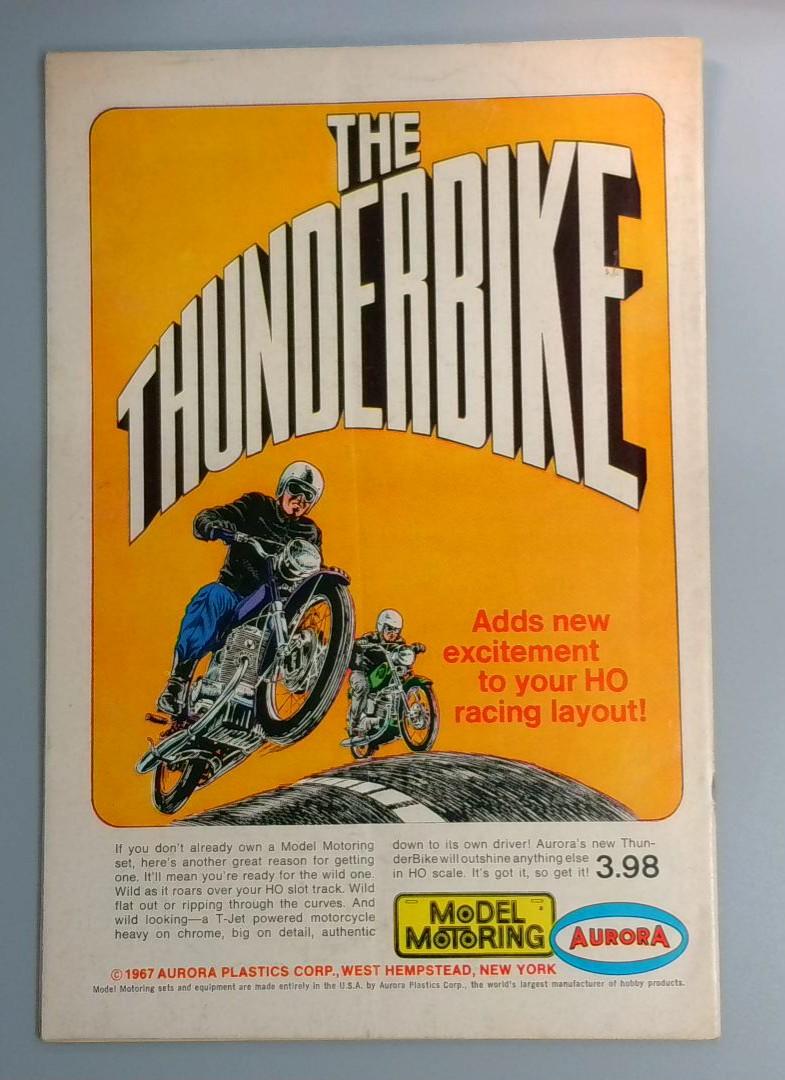 THE
THUNDERBIKE
Adds new
excitement
to your HO
racing layout!
If you don't already own a Model Motoring
set, here's another great reason for getting
one. It'll mean you're ready for the wild one.
Wild as it roars over your HO slot track. Wild
flat out or ripping through the curves. And
wild looking—a T-Jet powered motorcycle
heavy on chrome, big on detail, authentic
down to its own driver! Aurora's new Thun-
derBike will outshine anything else
in HO scale. It's got it, so get it! 3.98
MODEL
MOTORING
AURORA
©1967 AURORA PLASTICS CORP., WEST HEMPSTEAD, NEW YORK
Model Motoring sets and equipment are made entirely in the U.S.A. by Aurora Plastics Corp., the world's largest manufacturer of hobby products.